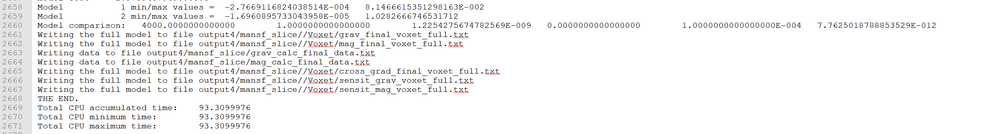 2658 Model 1 min/max values = -2.7669116824038514E-004 8.1466615351298163E-002
2659 Model 2 min/max values = -1.6960895733043958E-005 1.0282666746531712
2660 Model comparison: 4000.0000000000000 1.0000000000000000 1.2254275674782569E-009 0.0000000000000000 1.0000000000000000E-004 7.7625018788853529E-012
2661 Writing the full model to file output4/mansf_slice//Voxet/grav_final_voxet_full.txt
2662 Writing the full model to file output4/mansf_slice//Voxet/mag_final_voxet_full.txt
2663 Writing data to file output4/mansf_slice/grav_calc_final_data.txt
2664 Writing data to file output4/mansf_slice/mag_calc_final_data.txt
2665 Writing the full model to file output4/mansf_slice//Voxet/cross_grad_final_voxet_full.txt
2666 Writing the full model to file output4/mansf_slice//Voxet/sensit_grav_voxet_full.txt
2667 Writing the full model to file output4/mansf_slice//Voxet/sensit_mag_voxet_full.txt
2668 THE END.
2669 Total CPU accumulated time: 93.3099976
2670 Total CPU minimum time: 93.3099976
2671 Total CPU maximum time: 93.3099976